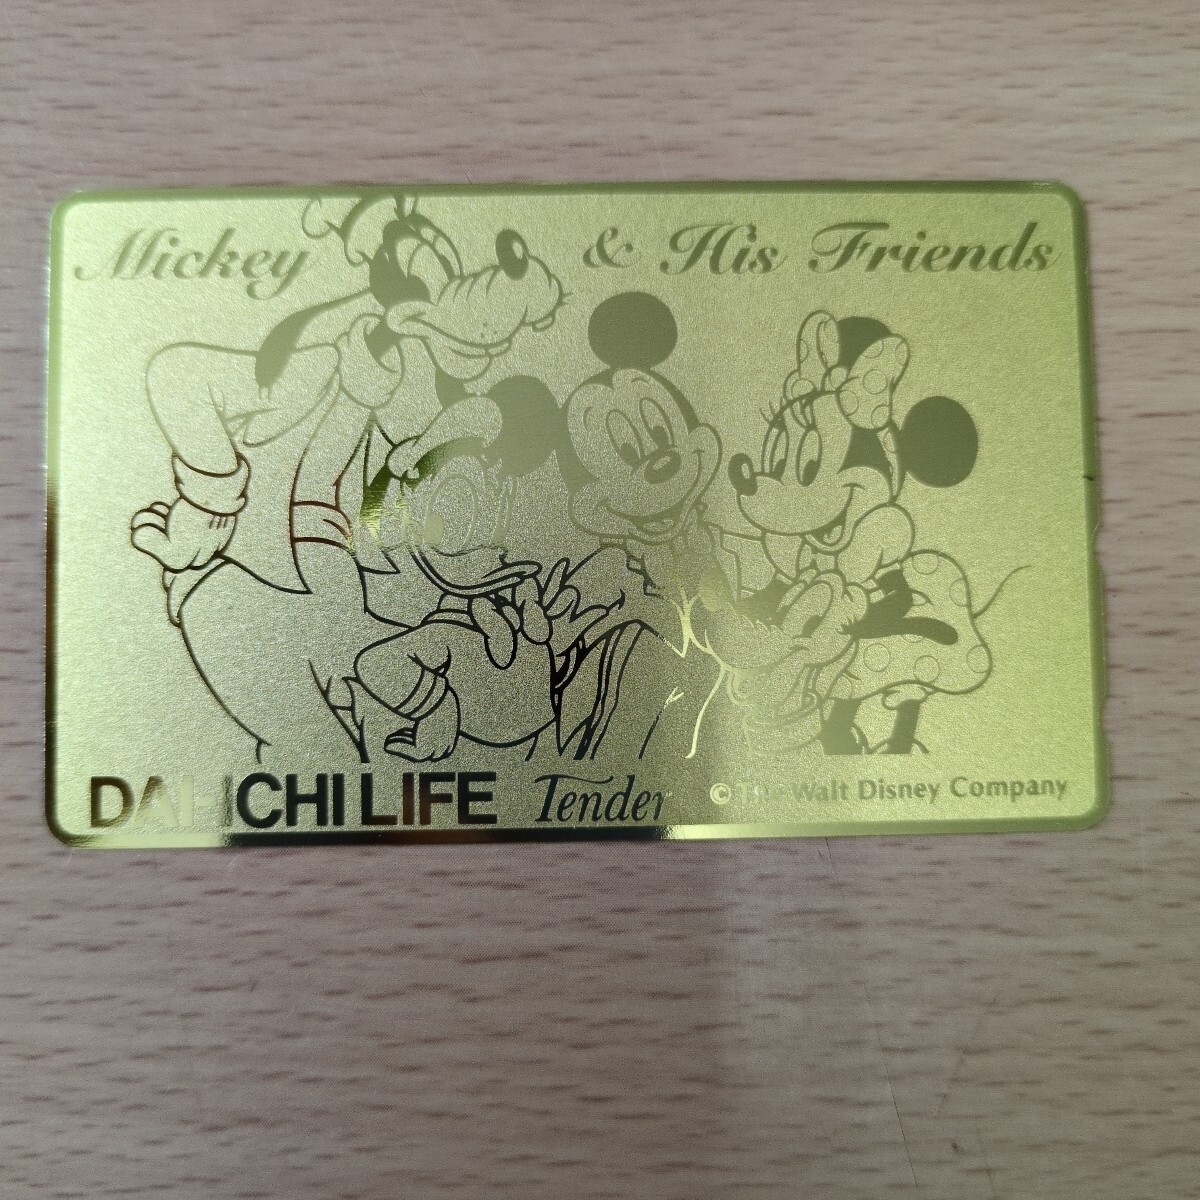 Mickey & His Friends
DAI-ICHI LIFE Tender © The Walt Disney Company